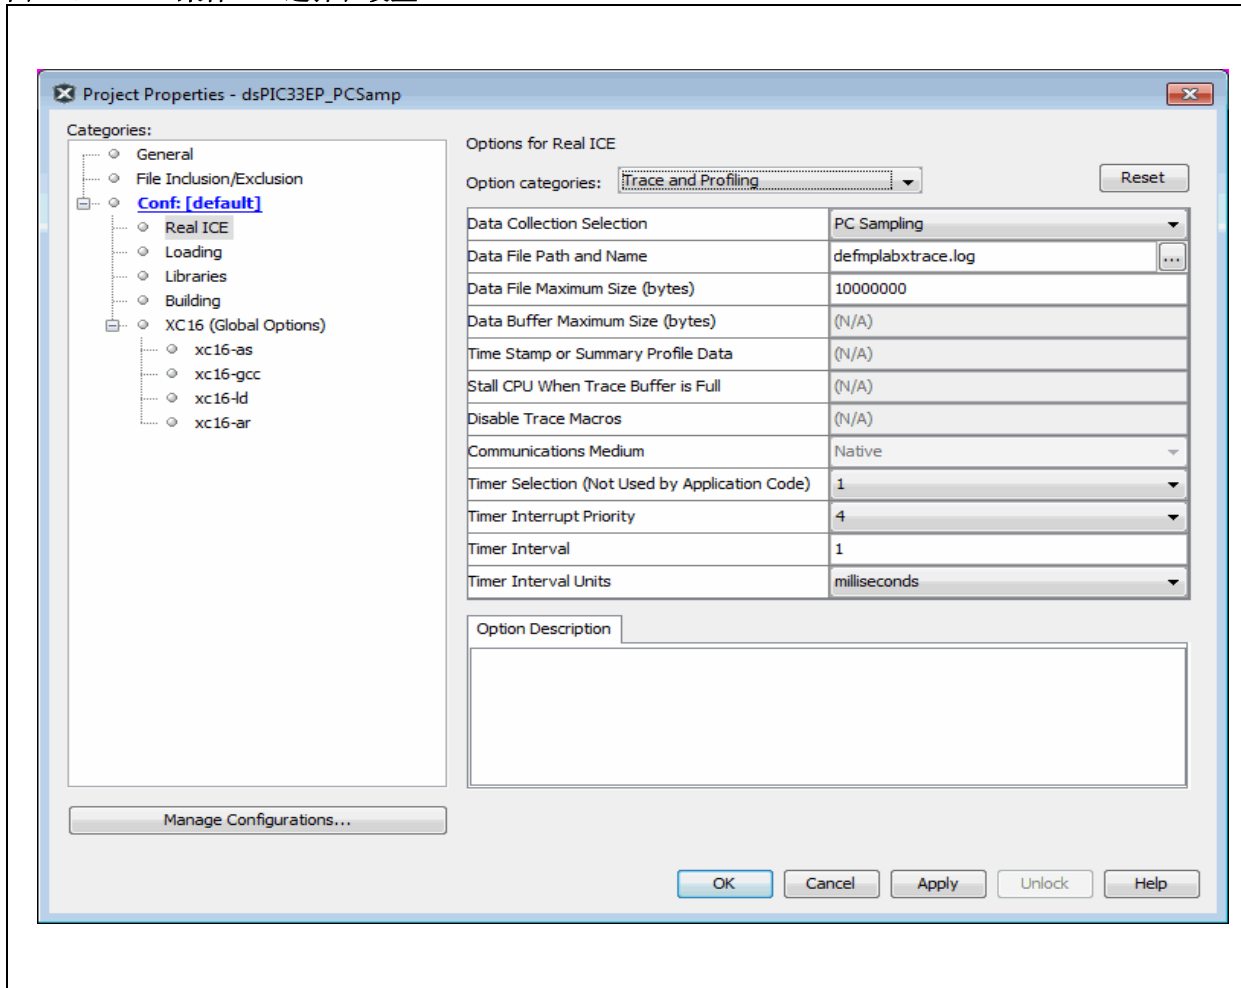 Project Properties - dsPIC33EP_PCSamp
Categories:
General
File Inclusion/Exclusion
Conf: [default]
Real ICE
Loading
Libraries
Building
XC16 (Global Options)
xc16-as
xc16-gcc
xc16-ld
xc16-ar
Manage Configurations...
Options for Real ICE
Option categories: Trace and Profiling
Reset
Data Collection Selection PC Sampling
Data File Path and Name defmplabxtrace.log ...
Data File Maximum Size (bytes) 10000000
Data Buffer Maximum Size (bytes) (N/A)
Time Stamp or Summary Profile Data (N/A)
Stall CPU When Trace Buffer is Full (N/A)
Disable Trace Macros (N/A)
Communications Medium Native
Timer Selection (Not Used by Application Code) 1
Timer Interrupt Priority 4
Timer Interval 1
Timer Interval Units milliseconds
Option Description
OK Cancel Apply Unlock Help